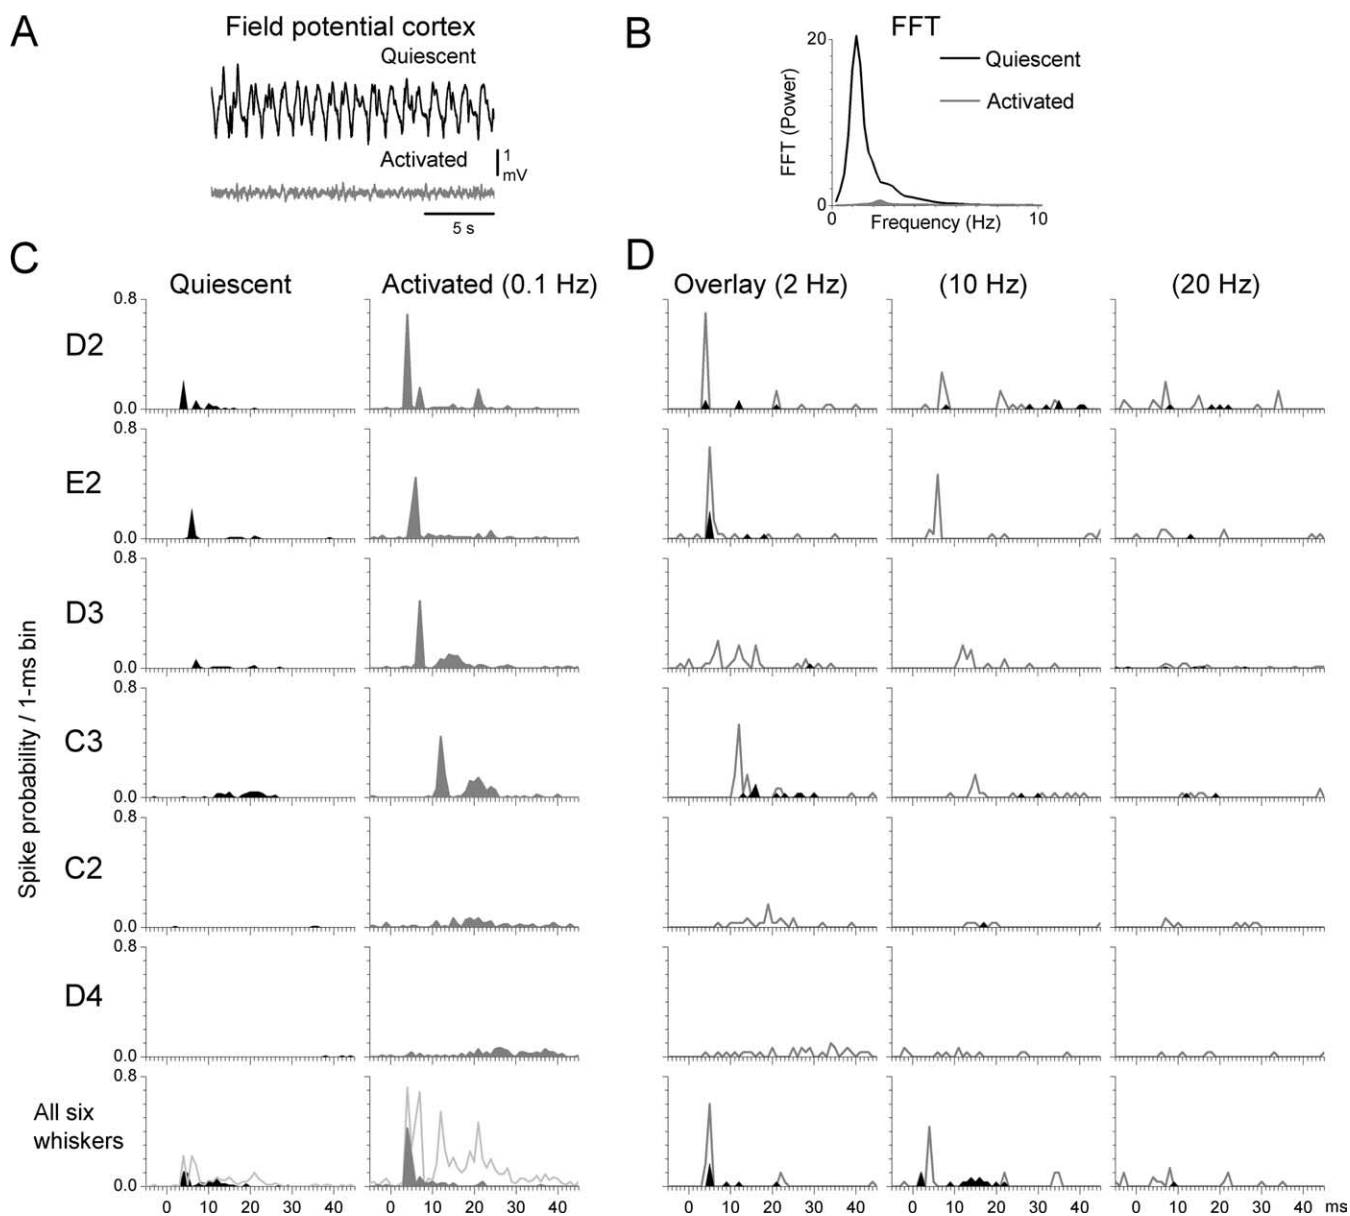 A
Field potential cortex
Quiescent
Activated
1
mV
5 s
B
FFT
20
FFT (Power)
0
0
Frequency (Hz)
10
Quiescent
Activated
C
Quiescent
Activated (0.1 Hz)
D
Overlay (2 Hz)
(10 Hz)
(20 Hz)
Spike probability / 1-ms bin
D2
0.8
0.0
E2
0.8
0.0
D3
0.8
0.0
C3
0.8
0.0
C2
0.8
0.0
D4
0.8
0.0
All six
whiskers
0.8
0.0
0 10 20 30 40
0 10 20 30 40
0 10 20 30 40
0 10 20 30 40
0 10 20 30 40 ms